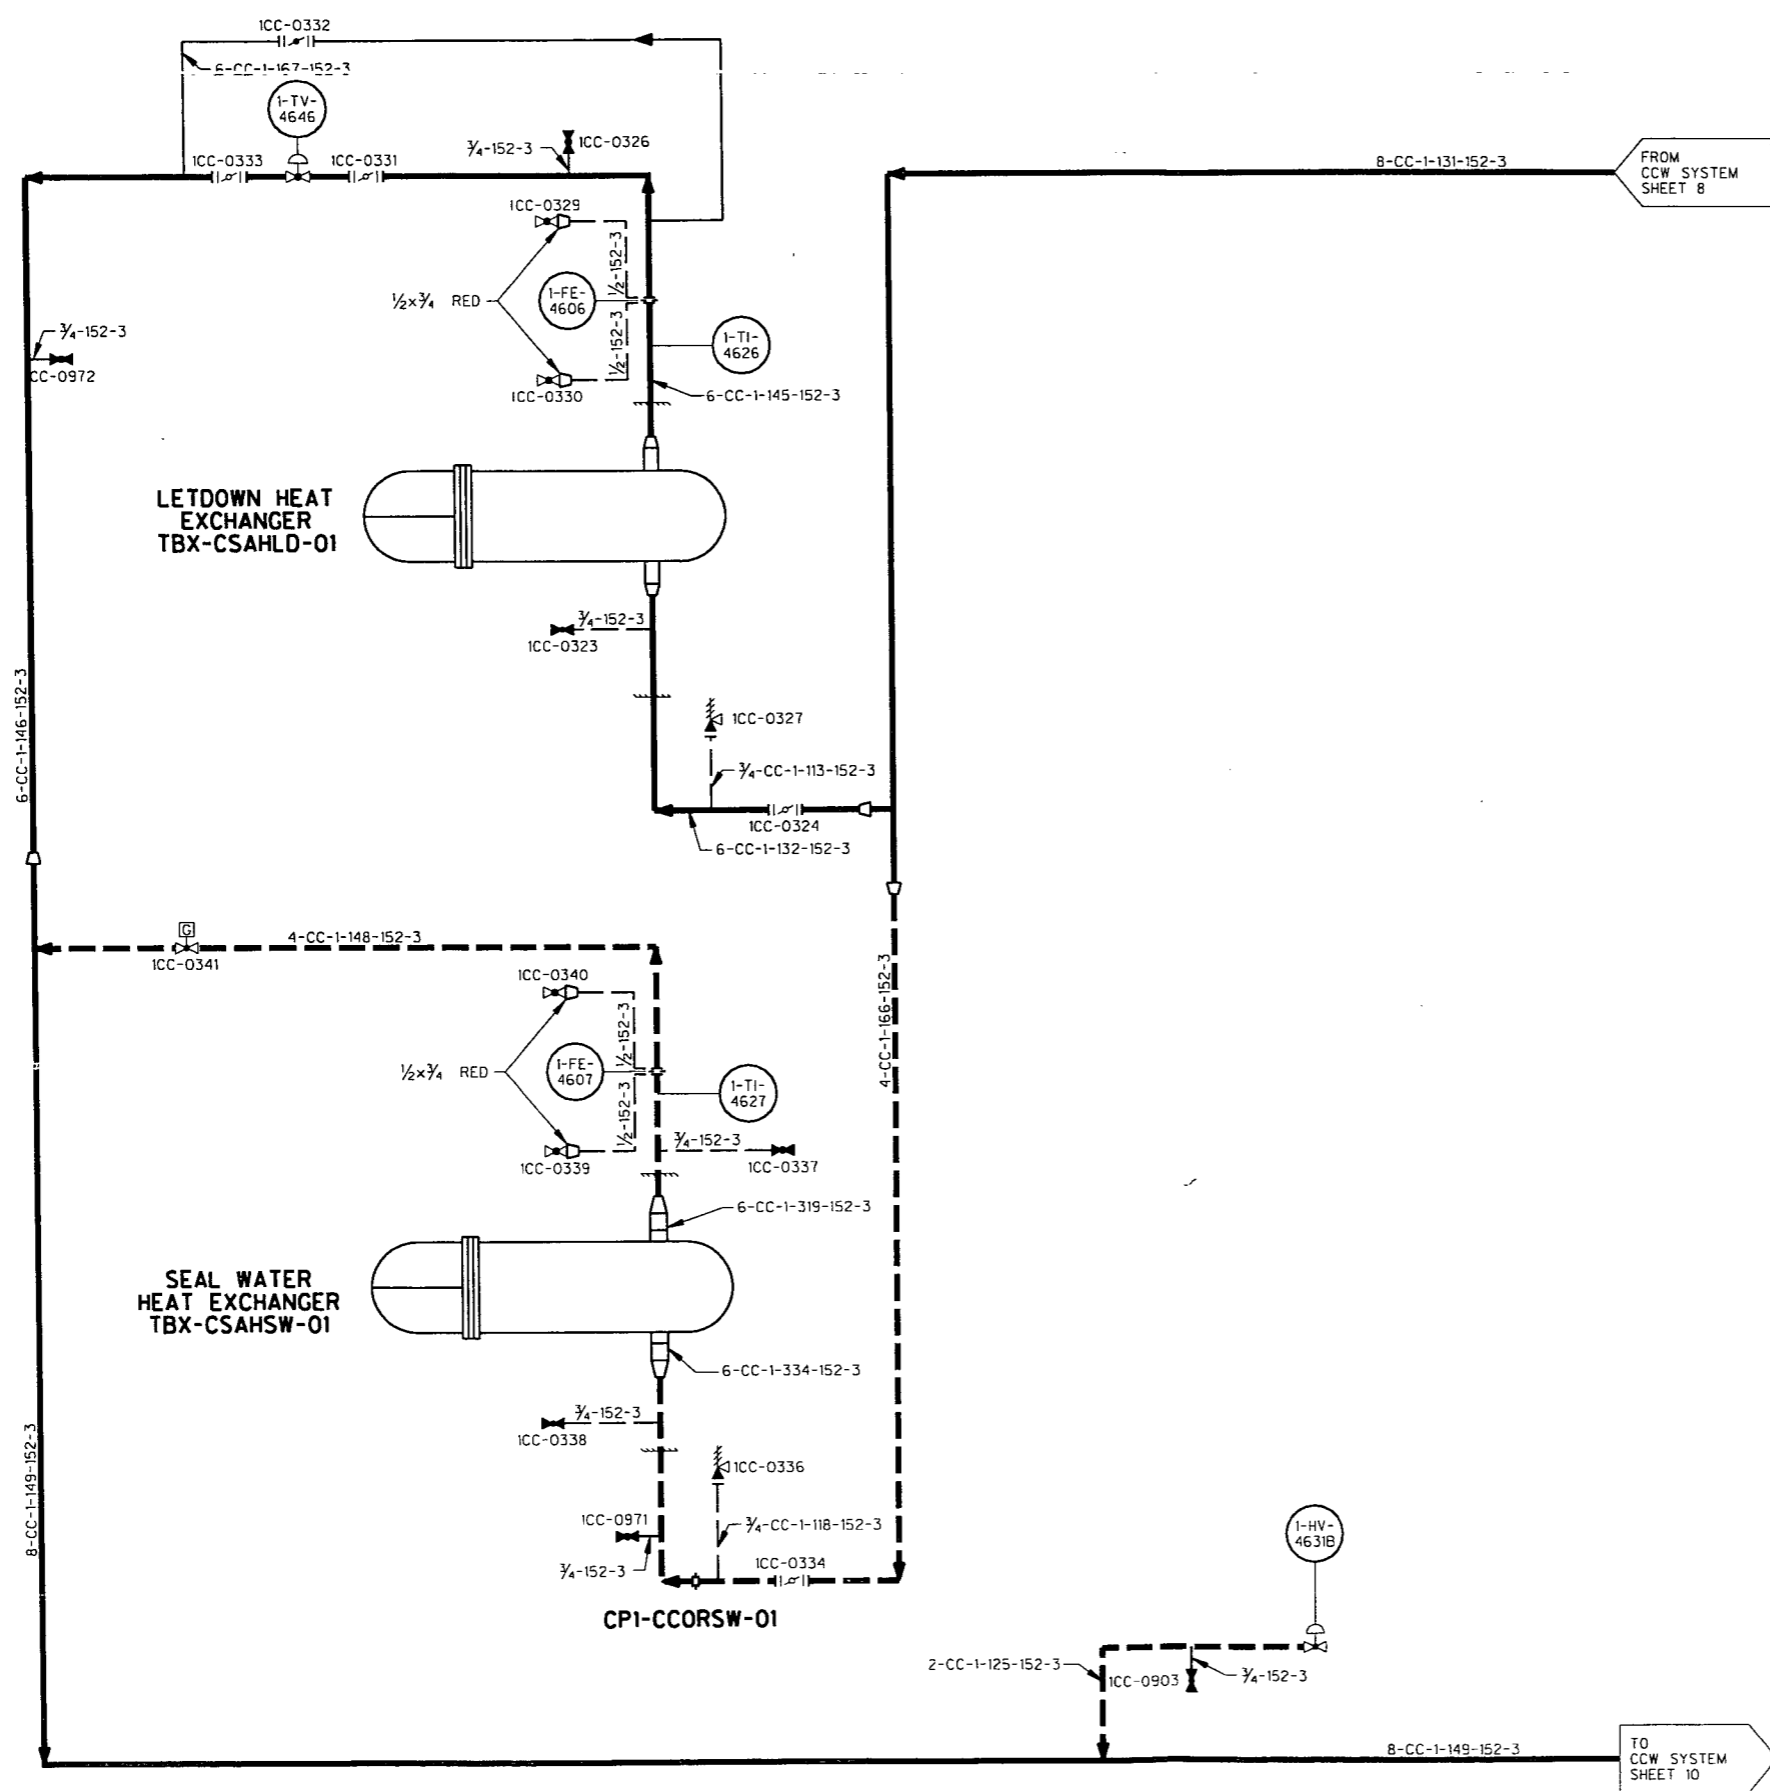 1CC-0332
6-CC-1-167-152-3
1-TV-
4646
1CC-0333
1CC-0331
3/4-152-3
1CC-0326
8-CC-1-131-152-3
FROM
CCW SYSTEM
SHEET 8
1CC-0329
1/2-152-3
1/2x3/4 RED
1-FE-
4606
1/2-152-3
1-TI-
4626
3/4-152-3
CC-0972
1CC-0330
6-CC-1-145-152-3
LETDOWN HEAT
EXCHANGER
TBX-CSAHLD-01
3/4-152-3
1CC-0323
6-CC-1-146-152-3
1CC-0327
3/4-CC-1-113-152-3
1CC-0324
6-CC-1-132-152-3
G
4-CC-1-148-152-3
1CC-0341
1CC-0340
4-CC-1-166-152-3
1/2-152-3
1/2x3/4 RED
1-FE-
4607
1/2-152-3
1-TI-
4627
3/4-152-3
1CC-0339
1CC-0337
6-CC-1-319-152-3
SEAL WATER
HEAT EXCHANGER
TBX-CSAHSW-01
6-CC-1-334-152-3
3/4-152-3
1CC-0338
8-CC-1-149-152-3
1CC-0336
1CC-0971
3/4-CC-1-118-152-3
3/4-152-3
1CC-0334
1-HV-
4631B
CP1-CCORSW-01
2-CC-1-125-152-3
1CC-0903
3/4-152-3
8-CC-1-149-152-3
TO
CCW SYSTEM
SHEET 10